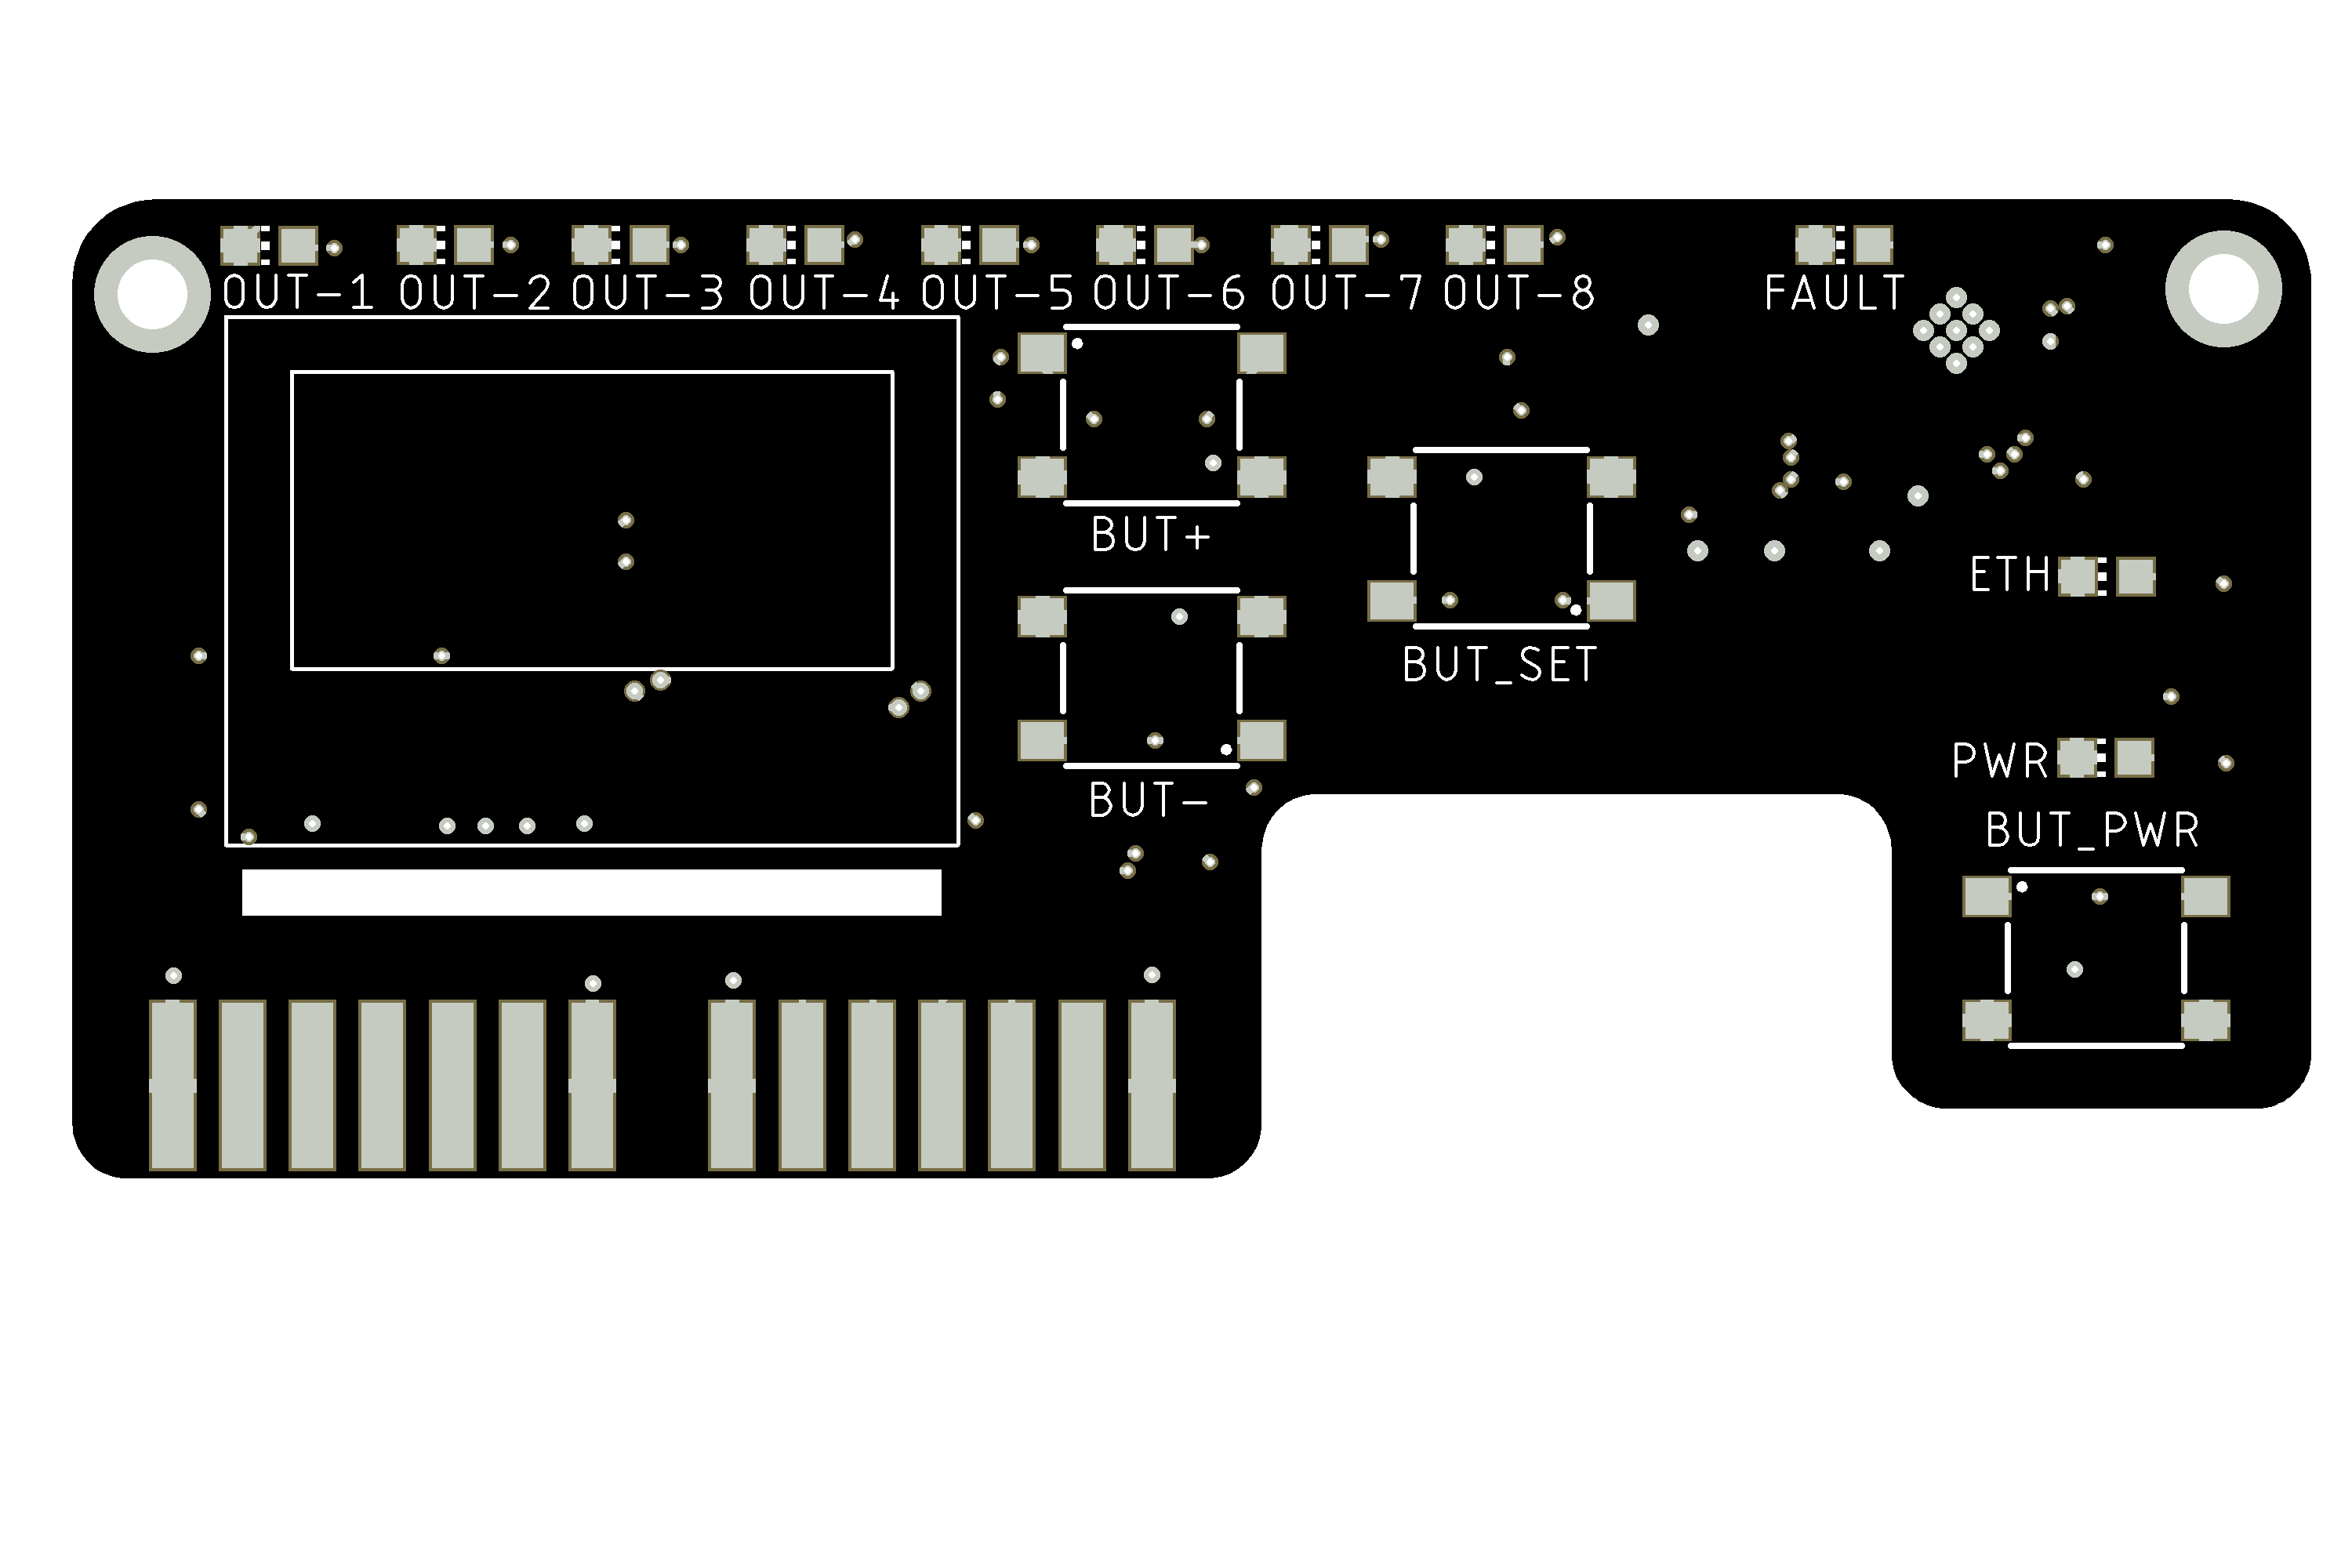 OUT-1 OUT-2 OUT-3 OUT-4 OUT-5 OUT-6 OUT-7 OUT-8 FAULT
BUT+
ETH
BUT_SET
PWR
BUT-
BUT_PWR